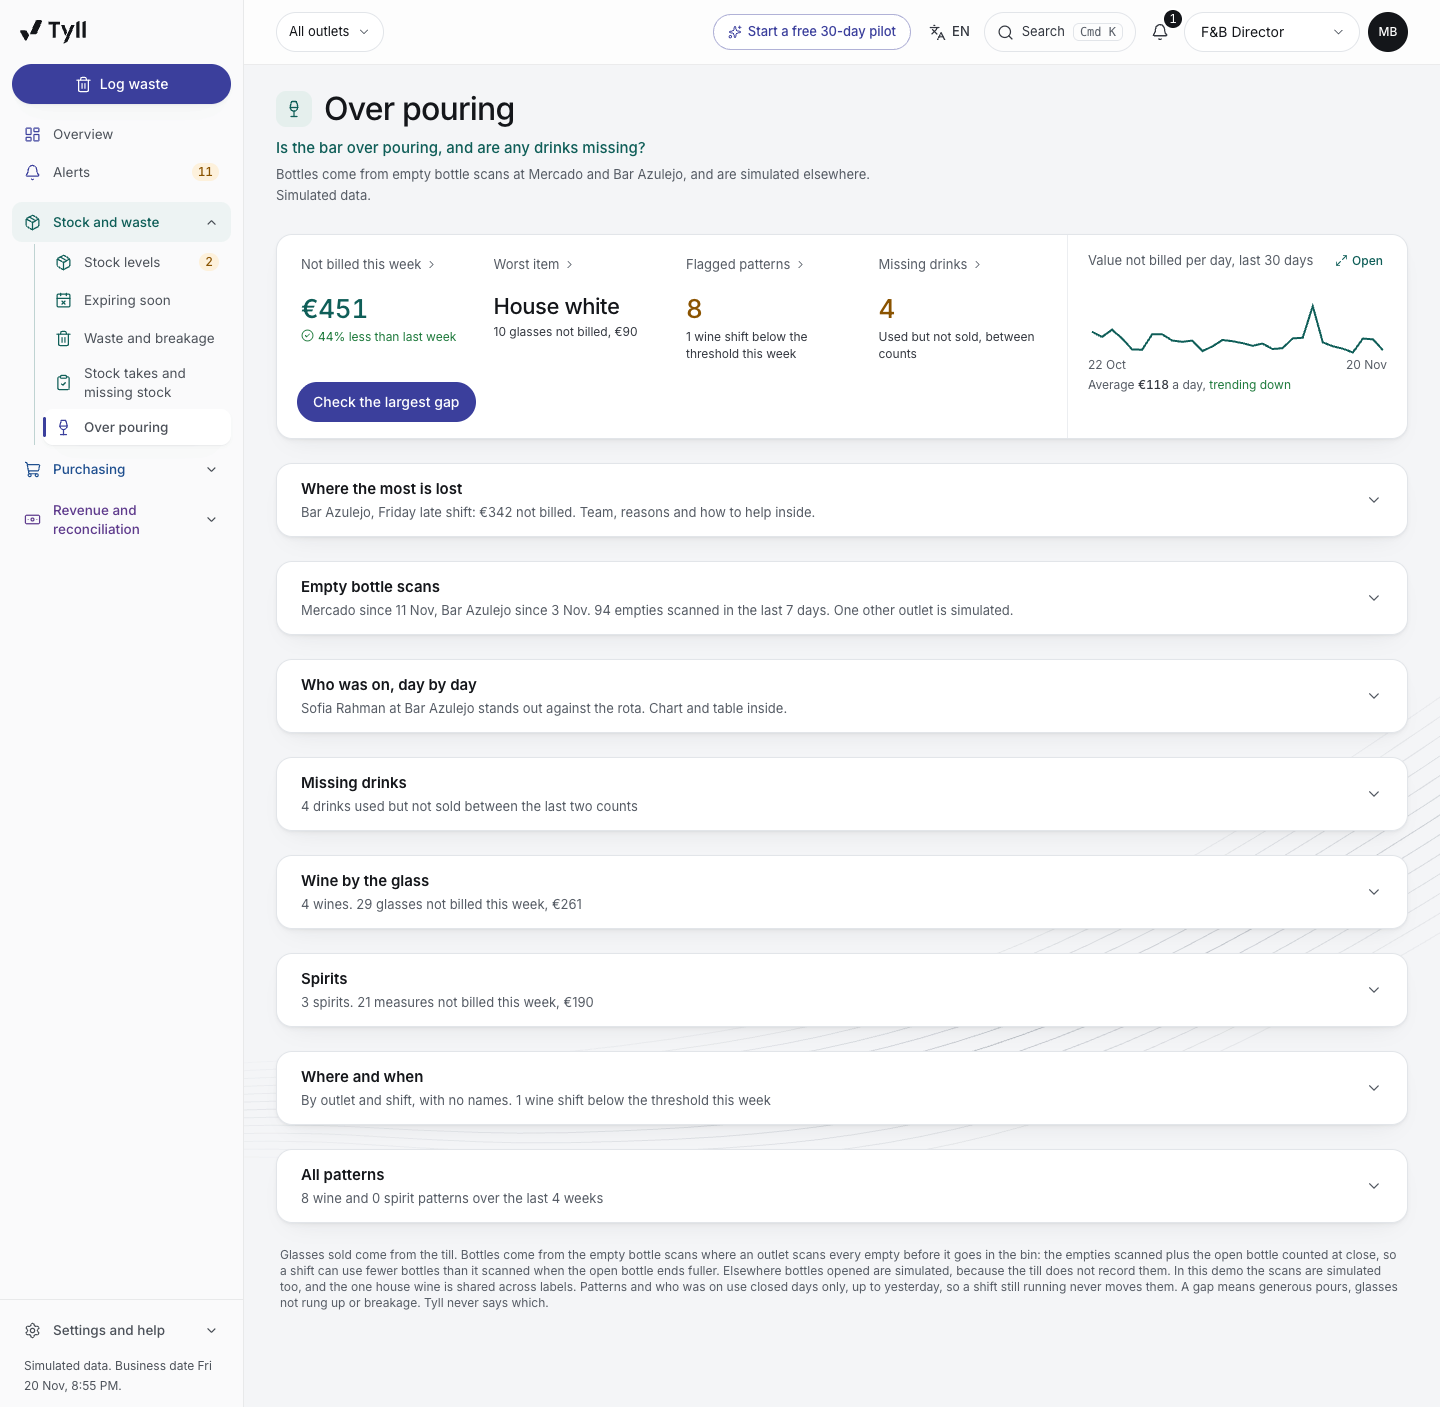 Tyll
All outlets
Start a free 30-day pilot
EN
Search
Cmd K
1
F&B Director
MB
Log waste
Overview
Alerts
11
Stock and waste
Stock levels
2
Expiring soon
Waste and breakage
Stock takes and
missing stock
Over pouring
Purchasing
Revenue and
reconciliation
Settings and help
Simulated data. Business date Fri
20 Nov, 8:55 PM.
Over pouring
Is the bar over pouring, and are any drinks missing?
Bottles come from empty bottle scans at Mercado and Bar Azulejo, and are simulated elsewhere.
Simulated data.
Not billed this week
€451
44% less than last week
Worst item
House white
10 glasses not billed, €90
Flagged patterns
8
1 wine shift below the
threshold this week
Missing drinks
4
Used but not sold, between
counts
Check the largest gap
Value not billed per day, last 30 days
Open
22 Oct
20 Nov
Average €118 a day, trending down
Where the most is lost
Bar Azulejo, Friday late shift: €342 not billed. Team, reasons and how to help inside.
Empty bottle scans
Mercado since 11 Nov, Bar Azulejo since 3 Nov. 94 empties scanned in the last 7 days. One other outlet is simulated.
Who was on, day by day
Sofia Rahman at Bar Azulejo stands out against the rota. Chart and table inside.
Missing drinks
4 drinks used but not sold between the last two counts
Wine by the glass
4 wines. 29 glasses not billed this week, €261
Spirits
3 spirits. 21 measures not billed this week, €190
Where and when
By outlet and shift, with no names. 1 wine shift below the threshold this week
All patterns
8 wine and 0 spirit patterns over the last 4 weeks
Glasses sold come from the till. Bottles come from the empty bottle scans where an outlet scans every empty before it goes in the bin: the empties scanned plus the open bottle counted at close, so
a shift can use fewer bottles than it scanned when the open bottle ends fuller. Elsewhere bottles opened are simulated, because the till does not record them. In this demo the scans are simulated
too, and the one house wine is shared across labels. Patterns and who was on use closed days only, up to yesterday, so a shift still running never moves them. A gap means generous pours, glasses
not rung up or breakage. Tyll never says which.